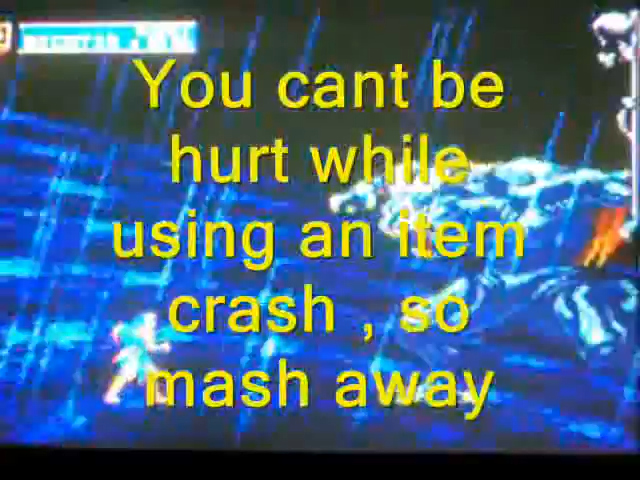 You cant be
hurt while
using an item
crash , so
mash away